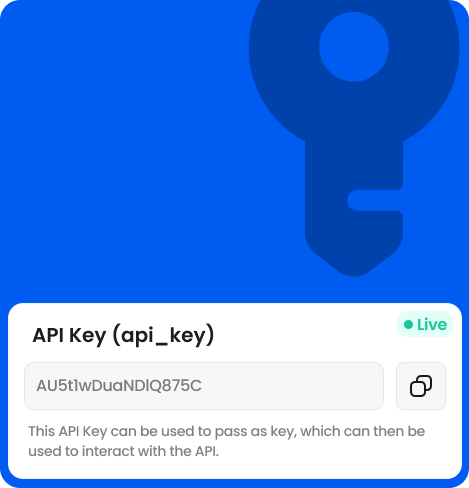 Live
API Key (api_key)
AU5t1wDuaNDlQ875C
This API Key can be used to pass as key, which can then be
used to interact with the API.